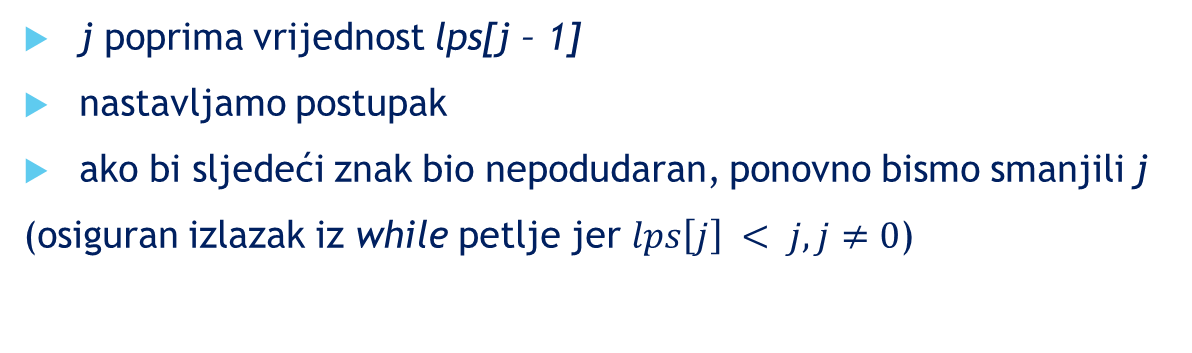 ► j poprima vrijednost lps[j – 1]
► nastavljamo postupak
► ako bi sljedeći znak bio nepodudaran, ponovno bismo smanjili j
(osiguran izlazak iz while petlje jer lps[j] < j, j ≠ 0)